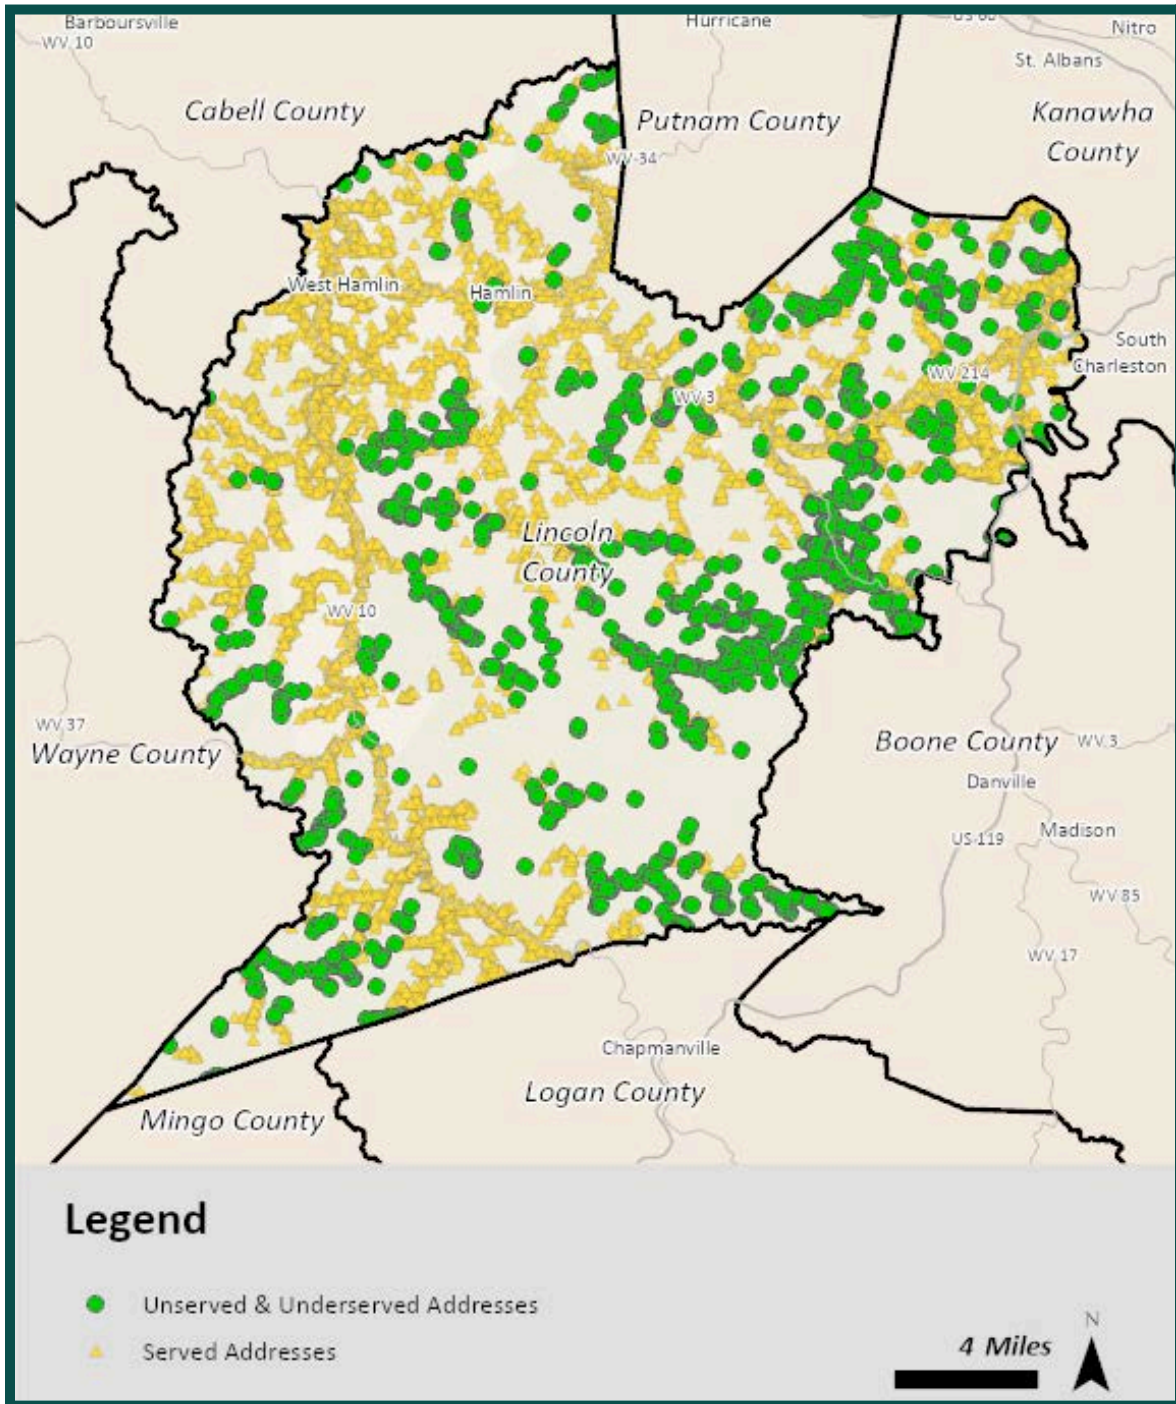 Barboursville
WV 10
Hurricane
US 60
Nitro
St. Albans
Cabell County
Putnam County
Kanawha
County
WV-34
West Hamlin
Hamlin
South
Charleston
WV 214
WV 3
Lincoln
County
WV 10
WV 37
Wayne County
Boone County
WV 3
Danville
US-119
Madison
WV 85
WV 17
Chapmanville
Logan County
Mingo County
Legend
Unserved & Underserved Addresses
Served Addresses
4 Miles
N